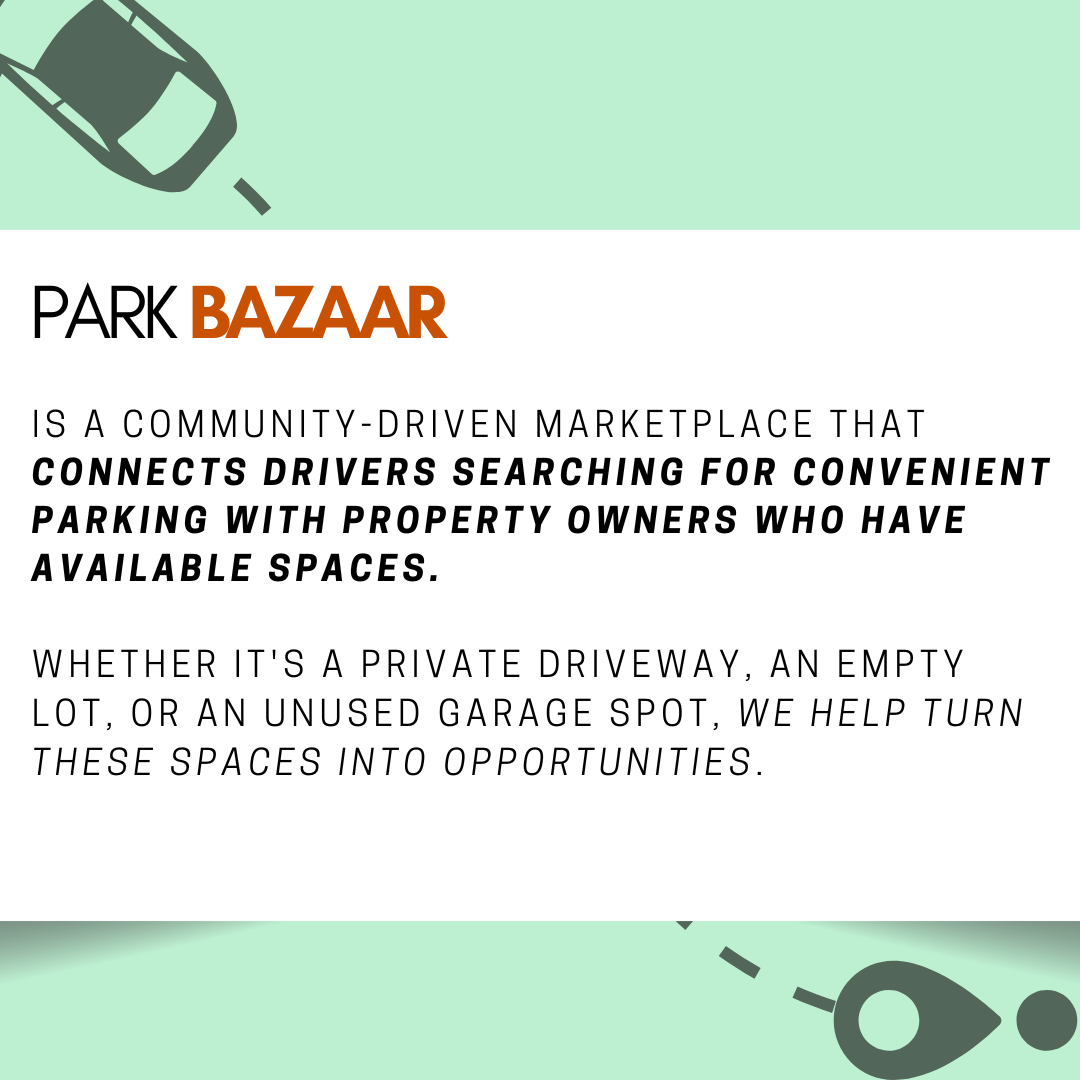 PARK BAZAAR
IS A COMMUNITY-DRIVEN MARKETPLACE THAT
CONNECTS DRIVERS SEARCHING FOR CONVENIENT
PARKING WITH PROPERTY OWNERS WHO HAVE
AVAILABLE SPACES.
WHETHER IT'S A PRIVATE DRIVEWAY, AN EMPTY
LOT, OR AN UNUSED GARAGE SPOT, WE HELP TURN
THESE SPACES INTO OPPORTUNITIES.